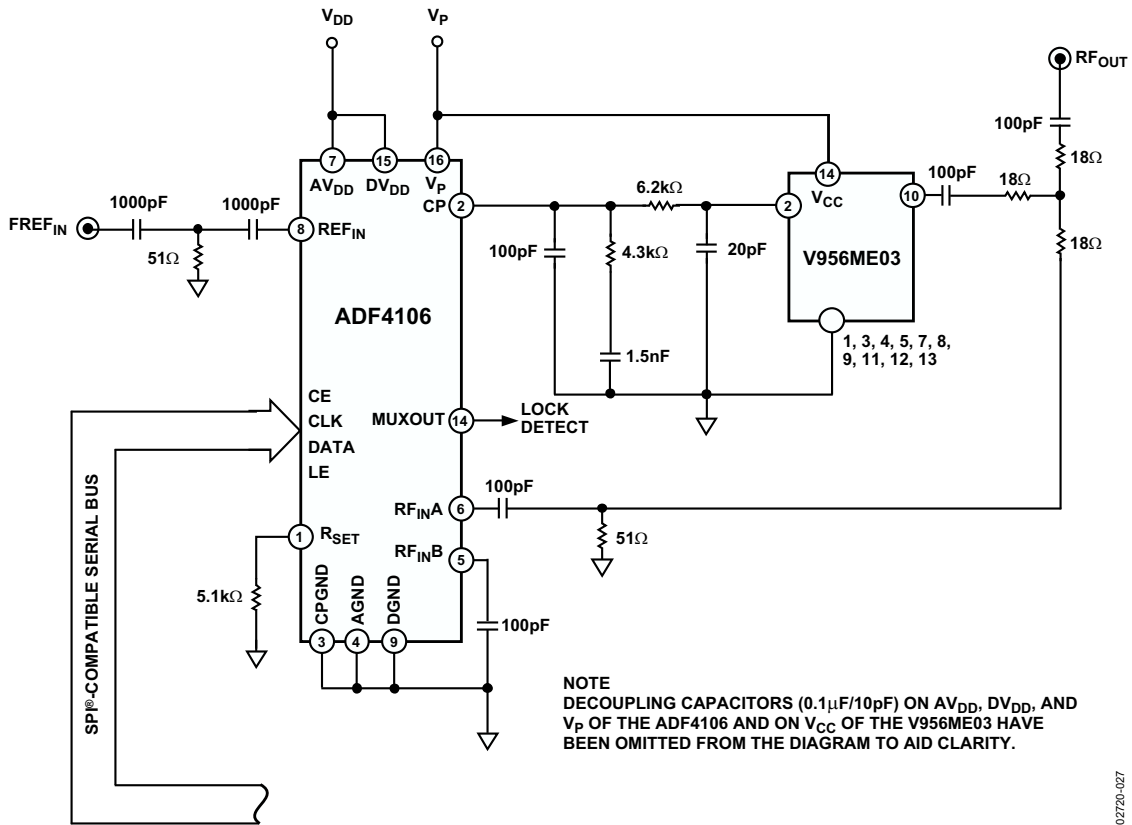 VDD
VP
RFOUT
100pF
18Ω
7
15
16
AVDD
DVDD
VP
CP
2
6.2kΩ
2
14
VCC
10
100pF
18Ω
18Ω
1000pF
1000pF
FREFIN
8
REFIN
51Ω
100pF
4.3kΩ
20pF
V956ME03
ADF4106
1.5nF
1, 3, 4, 5, 7, 8,
9, 11, 12, 13
CE
CLK
DATA
LE
MUXOUT
14
LOCK
DETECT
100pF
RFINA
6
51Ω
1
RSET
RFINB
5
5.1kΩ
CPGND
AGND
DGND
100pF
3
4
9
SPI®-COMPATIBLE SERIAL BUS
NOTE
DECOUPLING CAPACITORS (0.1μF/10pF) ON AVDD, DVDD, AND
VP OF THE ADF4106 AND ON VCC OF THE V956ME03 HAVE
BEEN OMITTED FROM THE DIAGRAM TO AID CLARITY.
02720-027